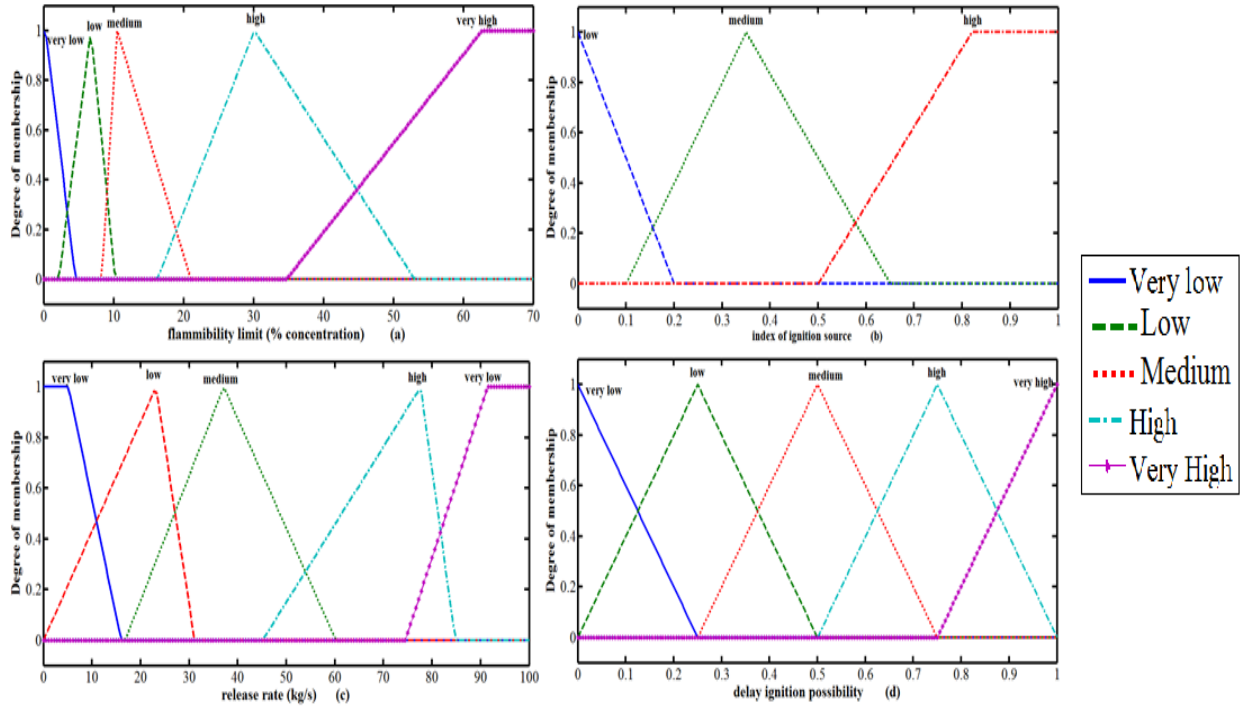 very low
low
medium
high
very high
1
0.8
0.6
0.4
0.2
0
Degree of membership
0 10 20 30 40 50 60 70
flammibility limit (% concentration) (a)
low
medium
high
1
0.8
0.6
0.4
0.2
0
Degree of membership
0 0.1 0.2 0.3 0.4 0.5 0.6 0.7 0.8 0.9 1
index of ignition source (b)
very low
low
medium
high
very low
1
0.8
0.6
0.4
0.2
0
Degree of membership
0 10 20 30 40 50 60 70 80 90 100
release rate (kg/s) (c)
very low
low
medium
high
very high
1
0.8
0.6
0.4
0.2
0
Degree of membership
0 0.1 0.2 0.3 0.4 0.5 0.6 0.7 0.8 0.9 1
delay ignition possibility (d)
Very low
Low
Medium
High
Very High